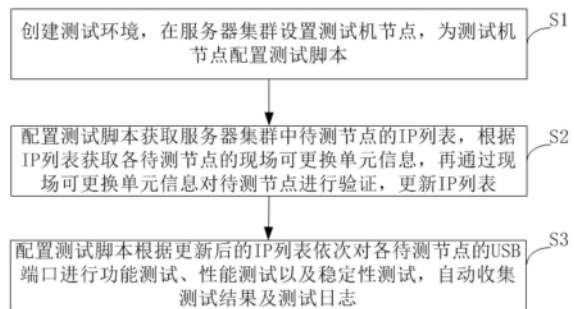 创建测试环境，在服务器集群设置测试机节点，为测试机
节点配置测试脚本
S1
配置测试脚本获取服务器集群中待测节点的IP列表，根据
IP列表获取各待测节点的现场可更换单元信息，再通过现
场可更换单元信息对待测节点进行验证，更新IP列表
S2
配置测试脚本根据更新后的IP列表依次对各待测节点的USB
端口进行功能测试、性能测试以及稳定性测试，自动收集
测试结果及测试日志
S3